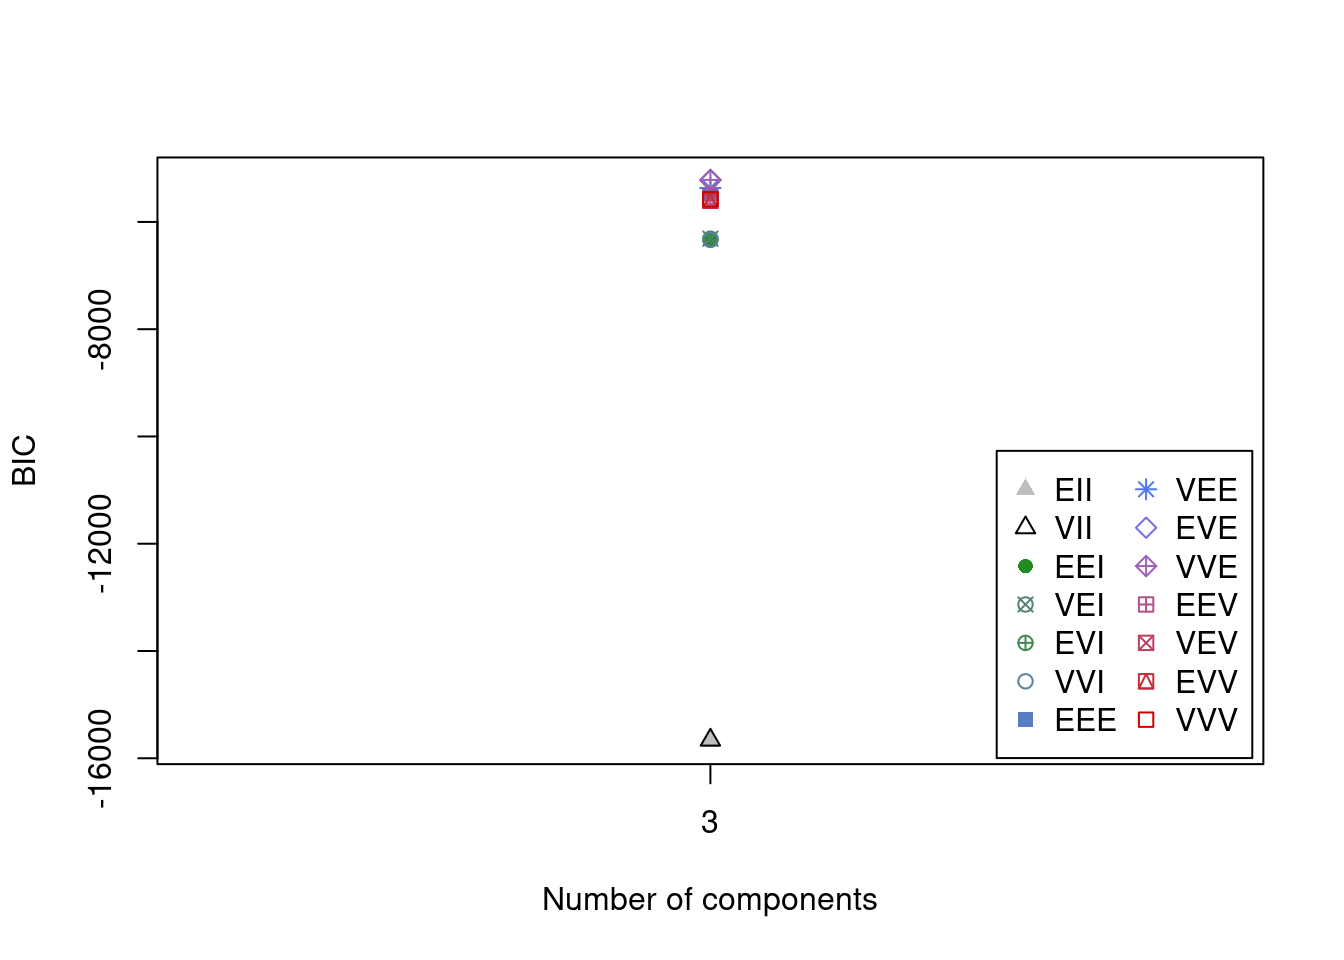 BIC
-8000
-12000
-16000
3
Number of components
EII VEE
VII EVE
EEI VVE
VEI EEV
EVI VEV
VVI EVV
EEE VVV